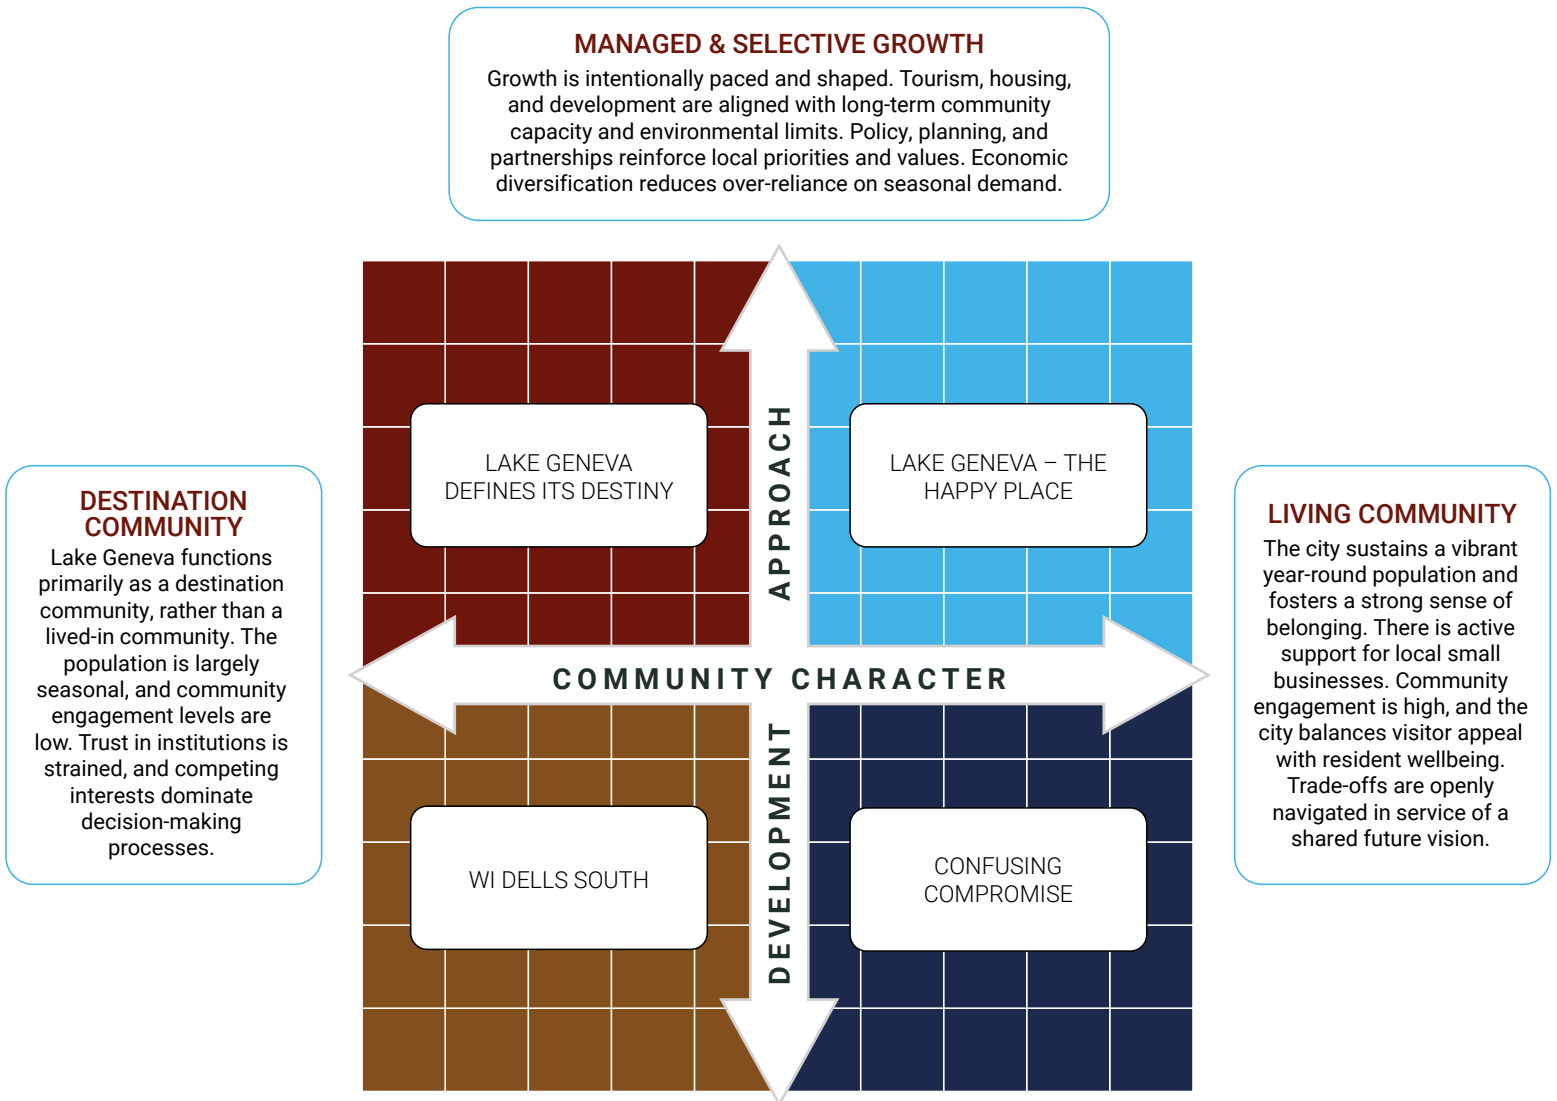 MANAGED & SELECTIVE GROWTH
Growth is intentionally paced and shaped. Tourism, housing,
and development are aligned with long-term community
capacity and environmental limits. Policy, planning, and
partnerships reinforce local priorities and values. Economic
diversification reduces over-reliance on seasonal demand.
LAKE GENEVA
DEFINES ITS DESTINY
LAKE GENEVA – THE
HAPPY PLACE
DESTINATION
COMMUNITY
Lake Geneva functions
primarily as a destination
community, rather than a
lived-in community. The
population is largely
seasonal, and community
engagement levels are
low. Trust in institutions is
strained, and competing
interests dominate
decision-making
processes.
DEVELOPMENT APPROACH
COMMUNITY CHARACTER
LIVING COMMUNITY
The city sustains a vibrant
year-round population and
fosters a strong sense of
belonging. There is active
support for local small
businesses. Community
engagement is high, and the
city balances visitor appeal
with resident wellbeing.
Trade-offs are openly
navigated in service of a
shared future vision.
WI DELLS SOUTH
CONFUSING
COMPROMISE